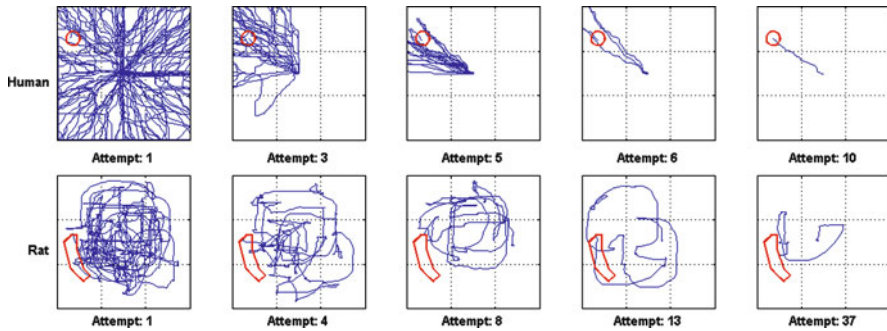 Human
Attempt: 1 Attempt: 3 Attempt: 5 Attempt: 6 Attempt: 10
Rat
Attempt: 1 Attempt: 4 Attempt: 8 Attempt: 13 Attempt: 37